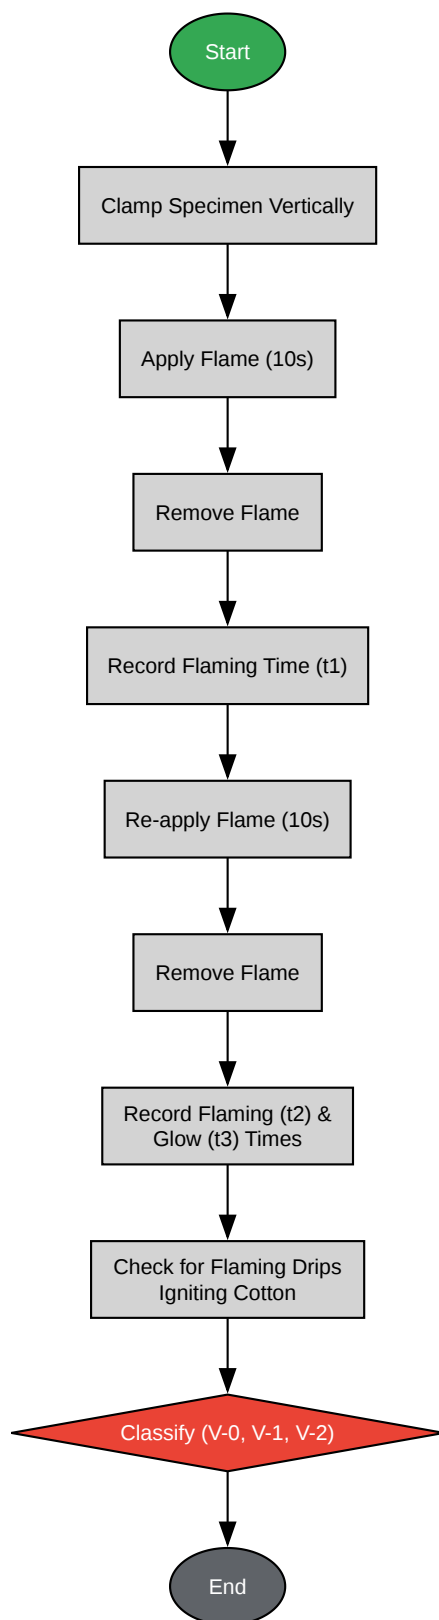 Start
Clamp Specimen Vertically
Apply Flame (10s)
Remove Flame
Record Flaming Time (t1)
Re-apply Flame (10s)
Remove Flame
Record Flaming (t2) &
Glow (t3) Times
Check for Flaming Drips
Igniting Cotton
Classify (V-0, V-1, V-2)
End